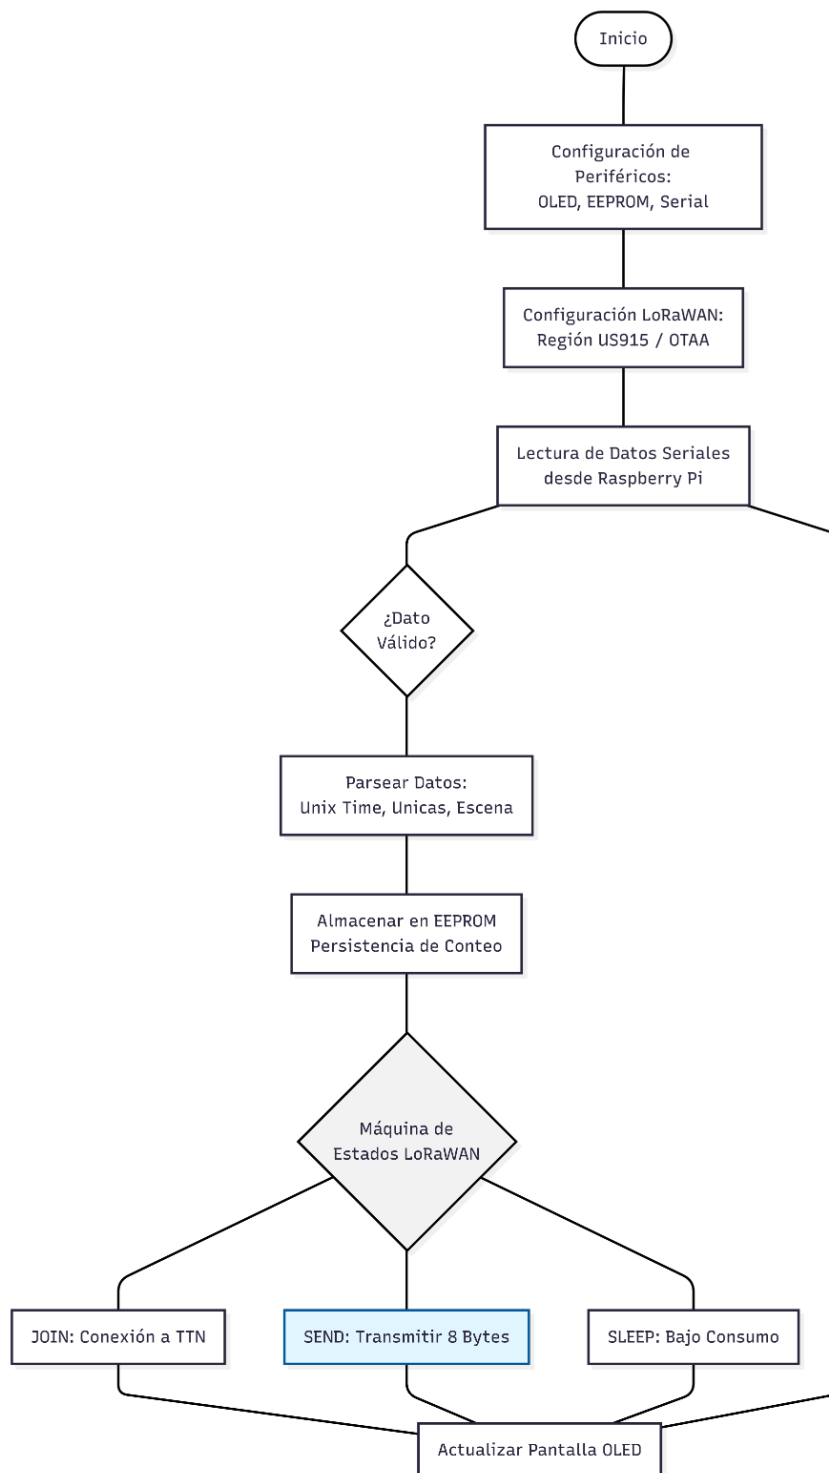 Inicio
Configuración de
Periféricos:
OLED, EEPROM, Serial
Configuración LoRaWAN:
Región US915 / OTAA
Lectura de Datos Seriales
desde Raspberry Pi
¿Dato
Válido?
Parsear Datos:
Unix Time, Unicas, Escena
Almacenar en EEPROM
Persistencia de Conteo
Máquina de
Estados LoRaWAN
JOIN: Conexión a TTN
SEND: Transmitir 8 Bytes
SLEEP: Bajo Consumo
Actualizar Pantalla OLED